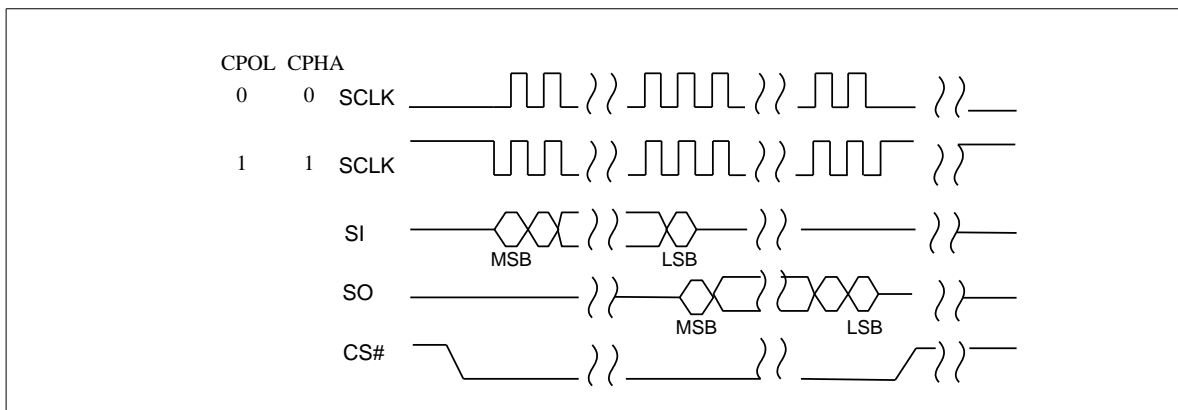 CPOL CPHA
0 0 SCLK
1 1 SCLK
SI
MSB LSB
SO
MSB LSB
CS#